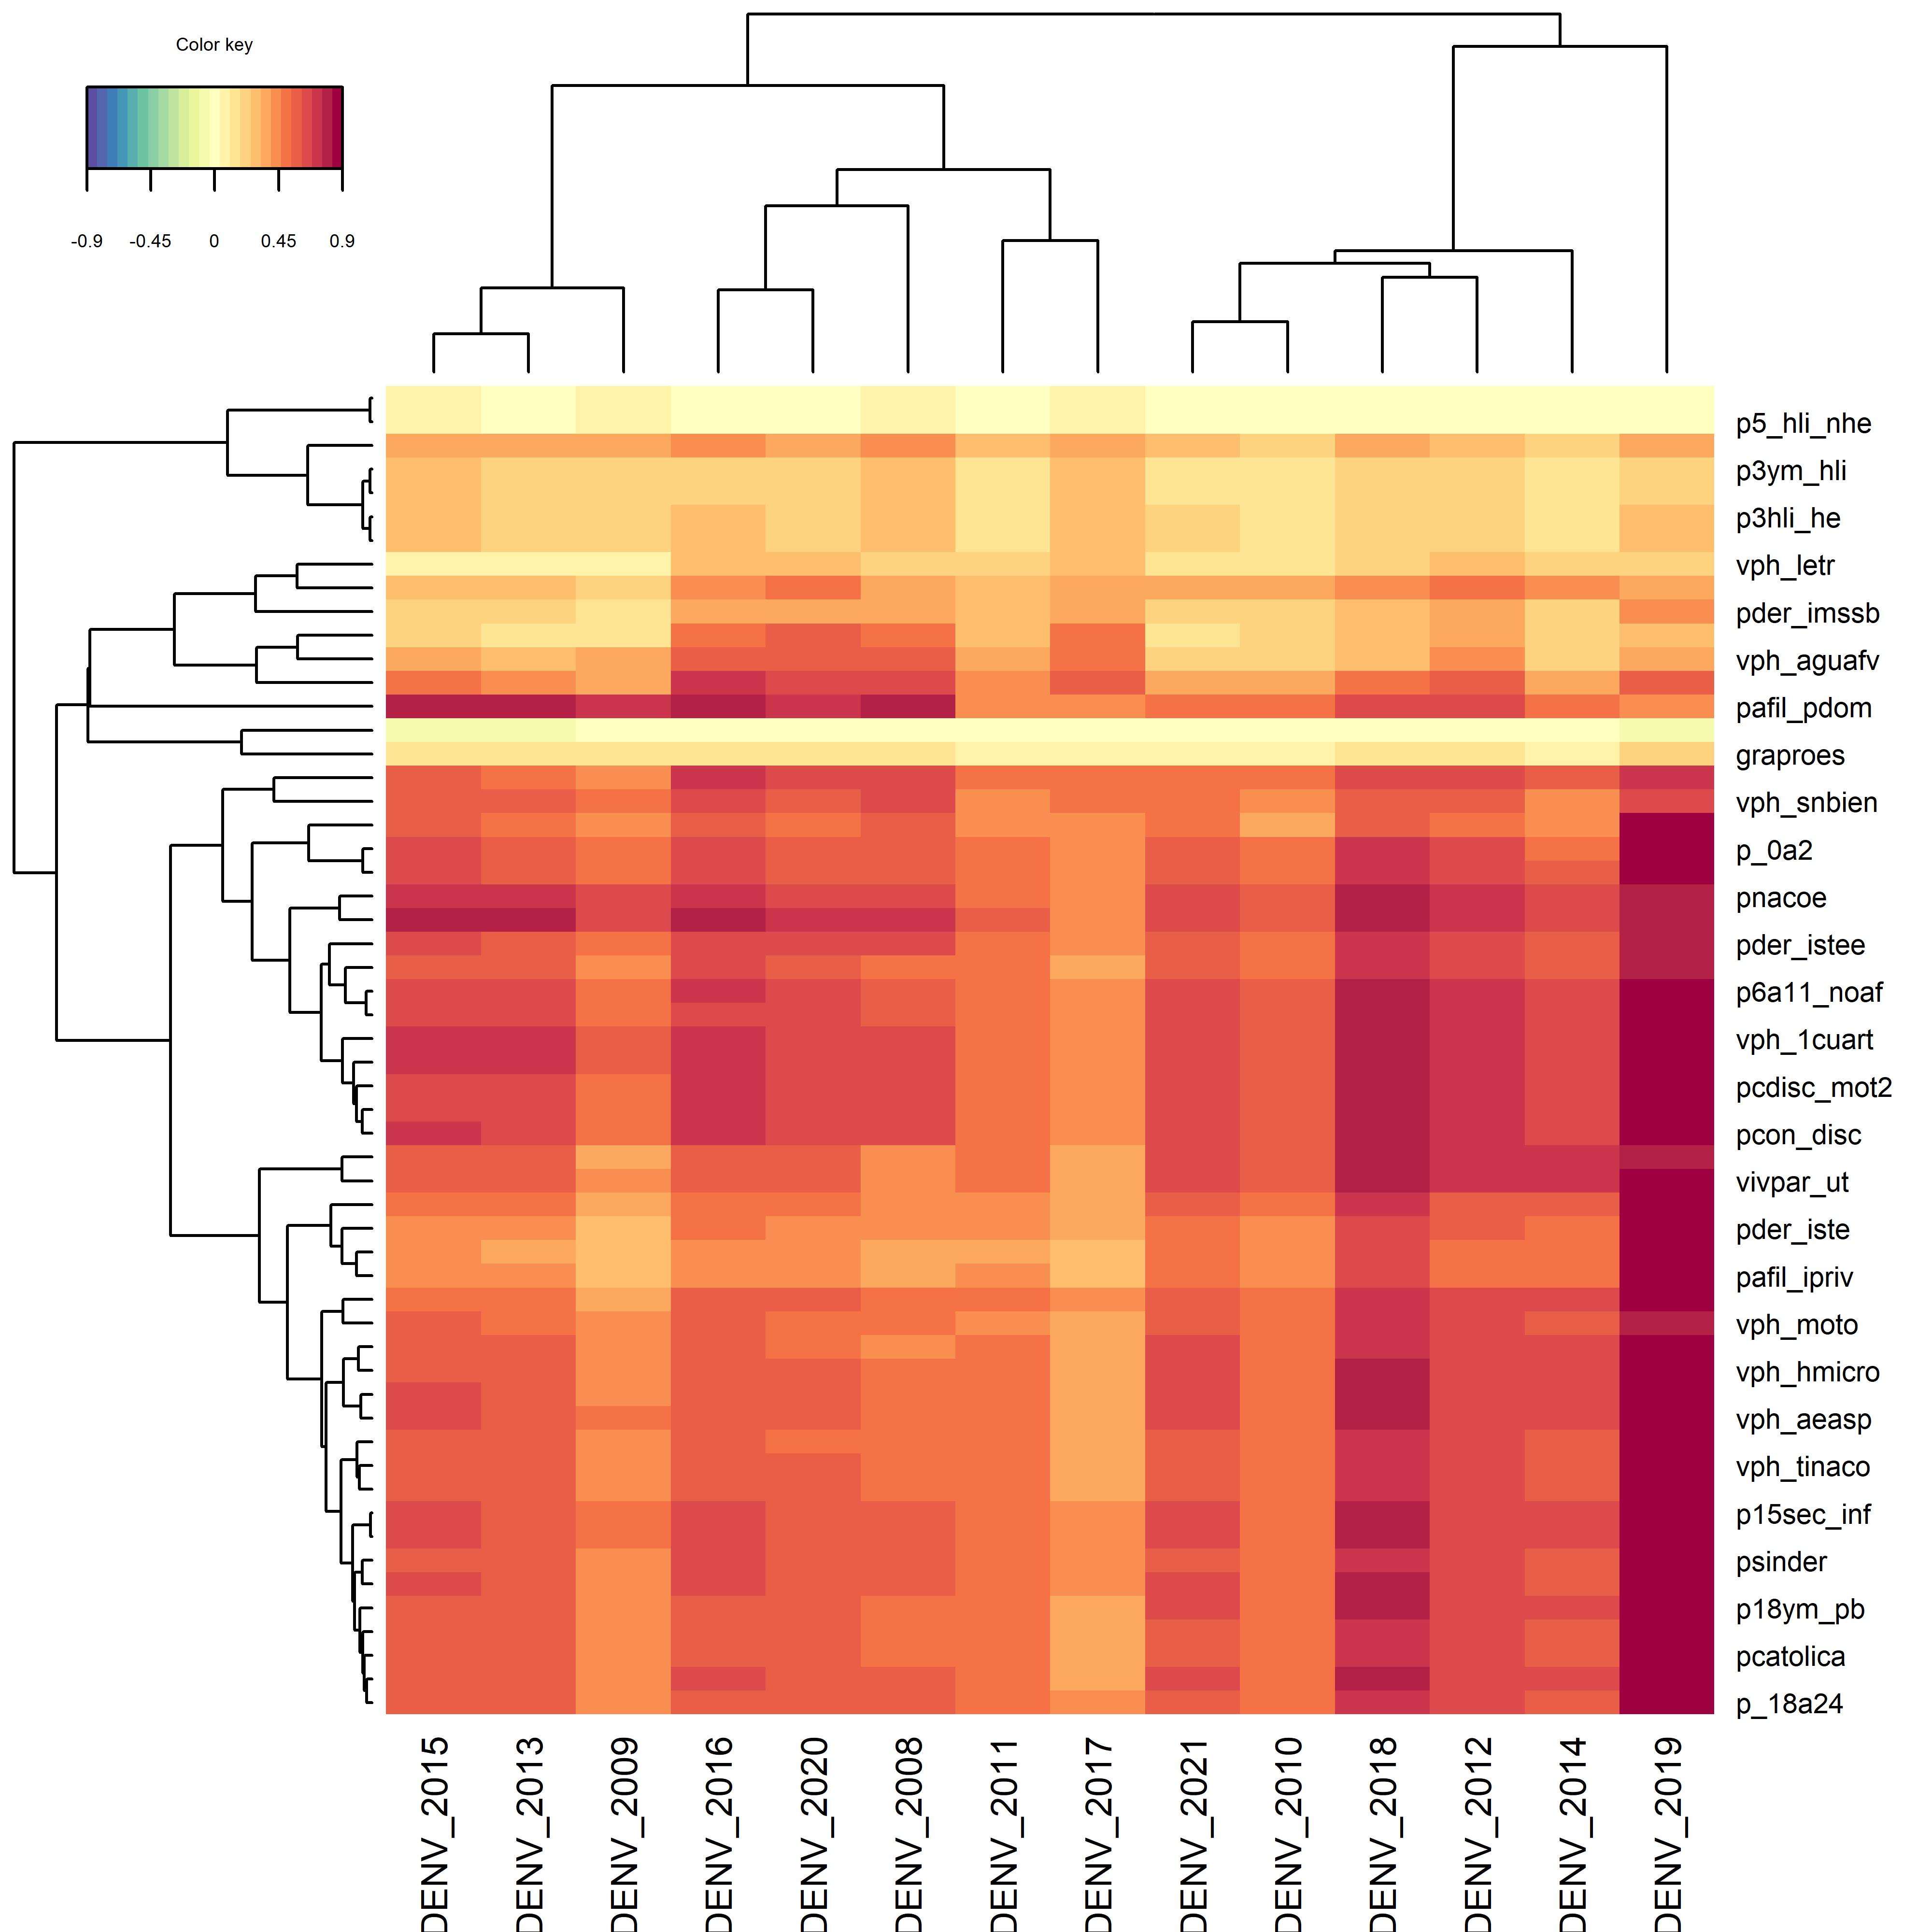 Color key
-0.9 -0.45 0 0.45 0.9
p5_hli_nhe
p3ym_hli
p3hli_he
vph_letr
pder_imssb
vph_aguafv
pafil_pdom
graproes
vph_snbien
p_0a2
pnacoe
pder_istee
p6a11_noaf
vph_1cuart
pcdisc_mot2
pcon_disc
vivpar_ut
pder_iste
pafil_ipriv
vph_moto
vph_hmicro
vph_aeasp
vph_tinaco
p15sec_inf
psinder
p18ym_pb
pcatolica
p_18a24
DENV_2015
DENV_2013
DENV_2009
DENV_2016
DENV_2020
DENV_2008
DENV_2011
DENV_2017
DENV_2021
DENV_2010
DENV_2018
DENV_2012
DENV_2014
DENV_2019